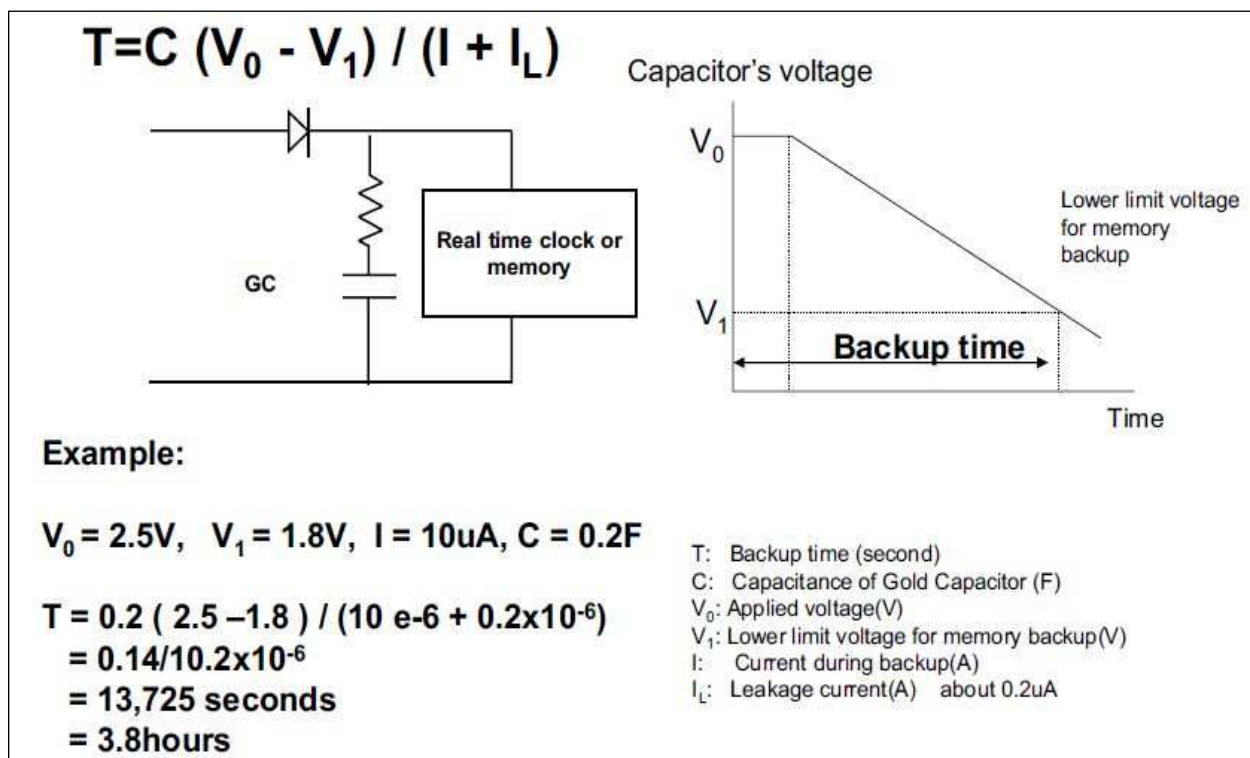 T=C (V₀ - V₁) / (I + I_L)
Capacitor's voltage
V₀
Lower limit voltage
for memory
backup
Real time clock or
memory
GC
V₁
Backup time
Time
Example:
V₀ = 2.5V, V₁ = 1.8V, I = 10uA, C = 0.2F
T = 0.2 ( 2.5 –1.8 ) / (10 e-6 + 0.2x10⁻⁶)
= 0.14/10.2x10⁻⁶
= 13,725 seconds
= 3.8hours
T: Backup time (second)
C: Capacitance of Gold Capacitor (F)
V₀: Applied voltage(V)
V₁: Lower limit voltage for memory backup(V)
I: Current during backup(A)
I_L: Leakage current(A) about 0.2uA